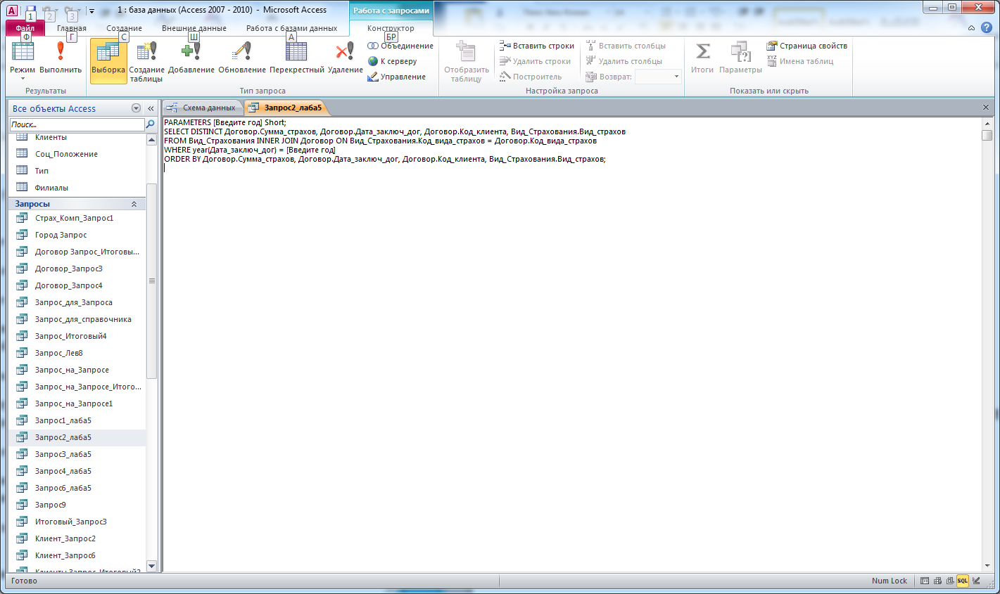 1 : база данных (Access 2007 - 2010) - Microsoft Access
Работа с запросами
1
2
3
Файл
Главная
Создание
Внешние данные
Работа с базами данных
Конструктор
Ф
Г
С
Ш
А
БР
Режим
Выполнить
Результаты
Выборка
Создание таблицы
Добавление
Обновление
Перекрестный
Удаление
Объединение
К серверу
Управление
Тип запроса
Отобразить таблицу
Вставить строки
Удалить строки
Построитель
Вставить столбцы
Удалить столбцы
Возврат:
Настройка запроса
Итоги
Параметры
Страница свойств
Имена таблиц
Показать или скрыть
Все объекты Access
Поиск...
Клиенты
Соц_Положение
Тип
Филиалы
Запросы
Страх_Комп_Запрос1
Город Запрос
Договор Запрос_Итоговы...
Договор_Запрос3
Договор_Запрос4
Запрос_для_Запроса
Запрос_для_справочника
Запрос_Итоговый4
Запрос_Лев8
Запрос_на_Запросе
Запрос_на_Запросе_Итого...
Запрос_на_Запросе1
Запрос1_лаба5
Запрос2_лаба5
Запрос3_лаба5
Запрос4_лаба5
Запрос6_лаба5
Запрос9
Итоговый_Запрос3
Клиент_Запрос2
Клиент_Запрос6
Схема данных
Запрос2_лаба5
PARAMETERS [Введите год] Short;
SELECT DISTINCT Договор.Сумма_страхов, Договор.Дата_заключ_дог, Договор.Код_клиента, Вид_Страхования.Вид_страхов
FROM Вид_Страхования INNER JOIN Договор ON Вид_Страхования.Код_вида_страхов = Договор.Код_вида_страхов
WHERE year(Дата_заключ_дог) = [Введите год]
ORDER BY Договор.Сумма_страхов, Договор.Дата_заключ_дог, Договор.Код_клиента, Вид_Страхования.Вид_страхов;
Готово
Num Lock
SQL